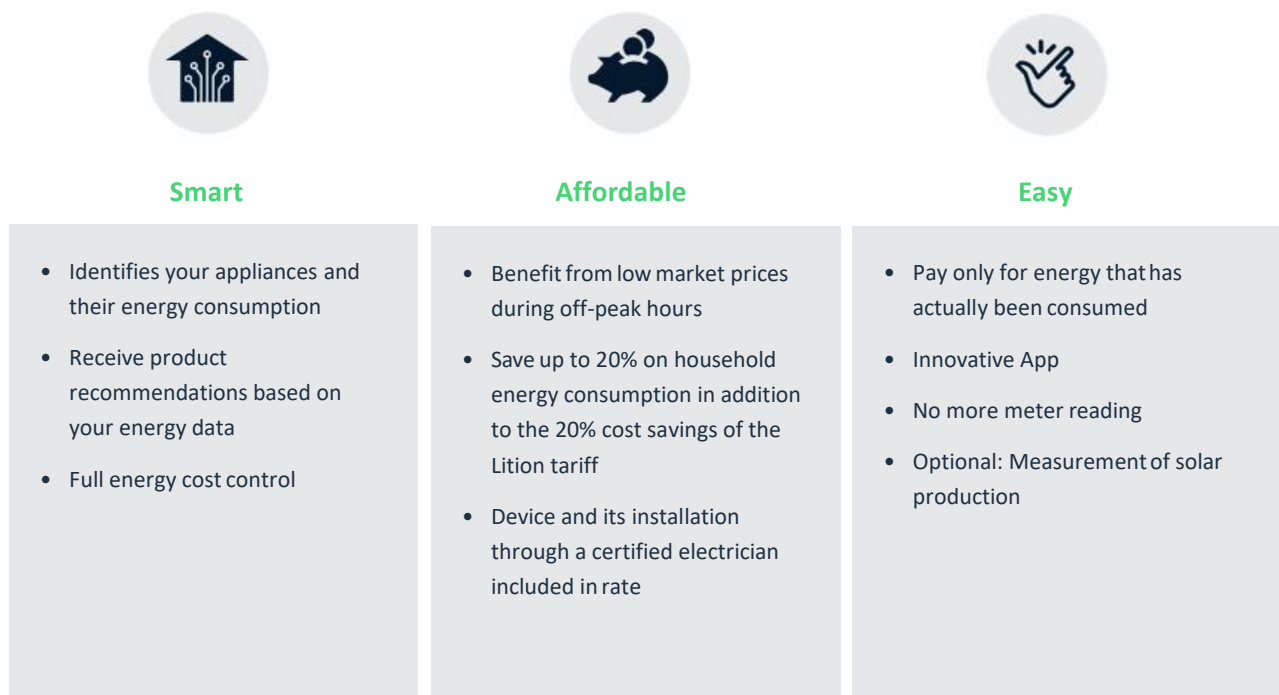 Smart
• Identifies your appliances and
their energy consumption
• Receive product
recommendations based on
your energy data
• Full energy cost control
Affordable
• Benefit from low market prices
during off-peak hours
• Save up to 20% on household
energy consumption in addition
to the 20% cost savings of the
Lition tariff
• Device and its installation
through a certified electrician
included in rate
Easy
• Pay only for energy that has
actually been consumed
• Innovative App
• No more meter reading
• Optional: Measurement of solar
production